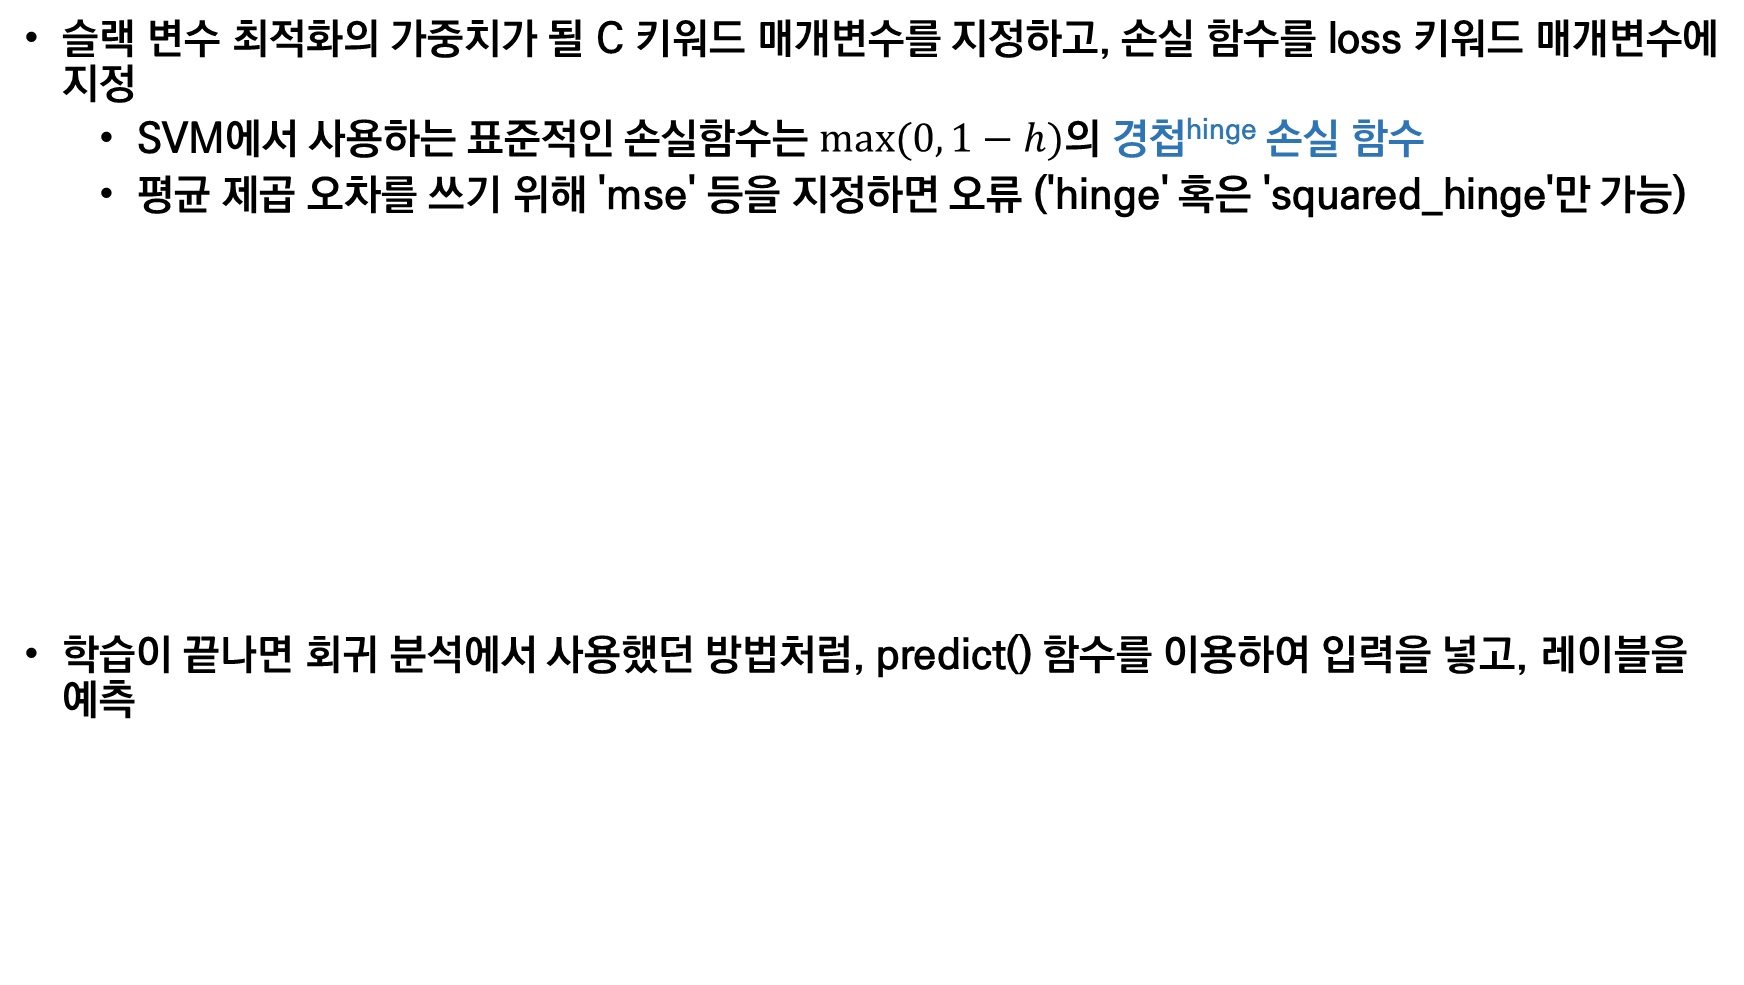 • 슬랙 변수 최적화의 가중치가 될 C 키워드 매개변수를 지정하고, 손실 함수를 loss 키워드 매개변수에
지정
• SVM에서 사용하는 표준적인 손실함수는 max(0, 1 − h)의 경첩hinge 손실 함수
• 평균 제곱 오차를 쓰기 위해 'mse' 등을 지정하면 오류 ('hinge' 혹은 'squared_hinge'만 가능)
• 학습이 끝나면 회귀 분석에서 사용했던 방법처럼, predict() 함수를 이용하여 입력을 넣고, 레이블을
예측